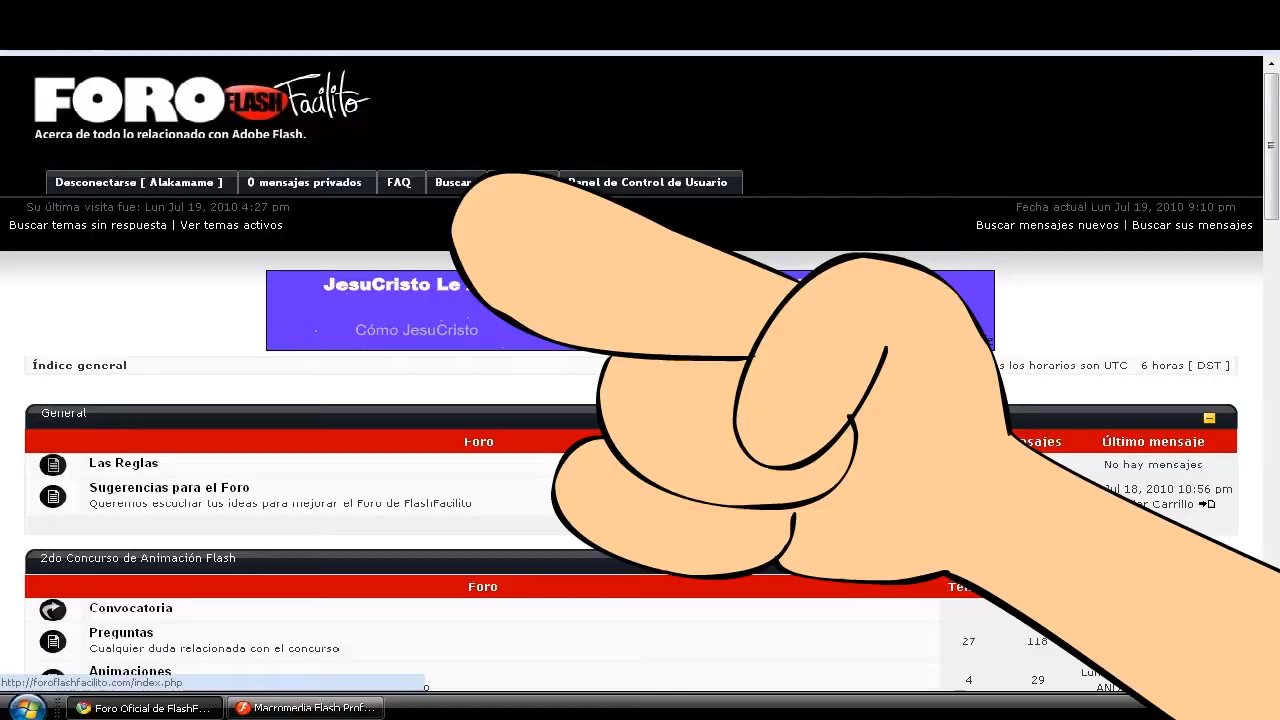 FORO FLASH Facilito
Acerca de todo lo relacionado con Adobe Flash.
Desconectarse [ Alakamame ] 0 mensajes privados FAQ Buscar Panel de Control de Usuario
Su última visita fue: Lun Jul 19, 2010 4:27 pm Fecha actual Lun Jul 19, 2010 9:10 pm
Buscar temas sin respuesta | Ver temas activos Buscar mensajes nuevos | Buscar sus mensajes
JesuCristo Le
Cómo JesuCristo
Índice general los horarios son UTC 6 horas [ DST ]
General
Foro Último mensaje
Las Reglas No hay mensajes
Sugerencias para el Foro Jul 18, 2010 10:56 pm
Queremos escuchar tus ideas para mejorar el Foro de FlashFacilito Carrillo
2do Concurso de Animación Flash
Foro
Convocatoria
Preguntas 27 118
Cualquier duda relacionada con el concurso
Animaciones 4 29
http://foroflashfacilito.com/index.php
Foro Oficial de FlashF... Macromedia Flash Prof...